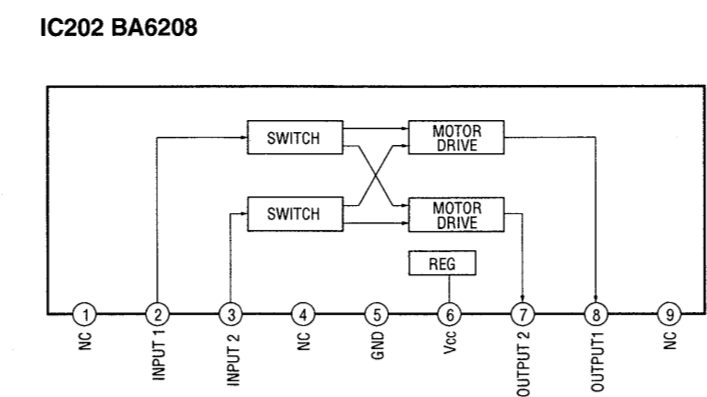 IC202 BA6208
SWITCH
MOTOR
DRIVE
SWITCH
MOTOR
DRIVE
REG
1
2
3
4
5
6
7
8
9
NC
INPUT 1
INPUT 2
NC
GND
Vcc
OUTPUT 2
OUTPUT1
NC